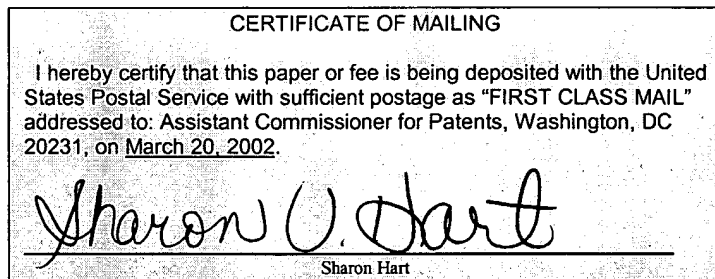 CERTIFICATE OF MAILING
I hereby certify that this paper or fee is being deposited with the United
States Postal Service with sufficient postage as "FIRST CLASS MAIL"
addressed to: Assistant Commissioner for Patents, Washington, DC
20231, on March 20, 2002.
Sharon V. Hart
Sharon Hart